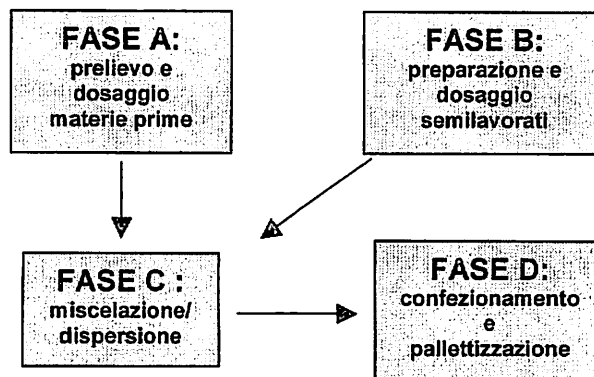 FASE A:
prelievo e
dosaggio
materie prime
FASE B:
preparazione e
dosaggio
semilavorati
FASE C :
miscelazione/
dispersione
FASE D:
confezionamento
e
pallettizzazione